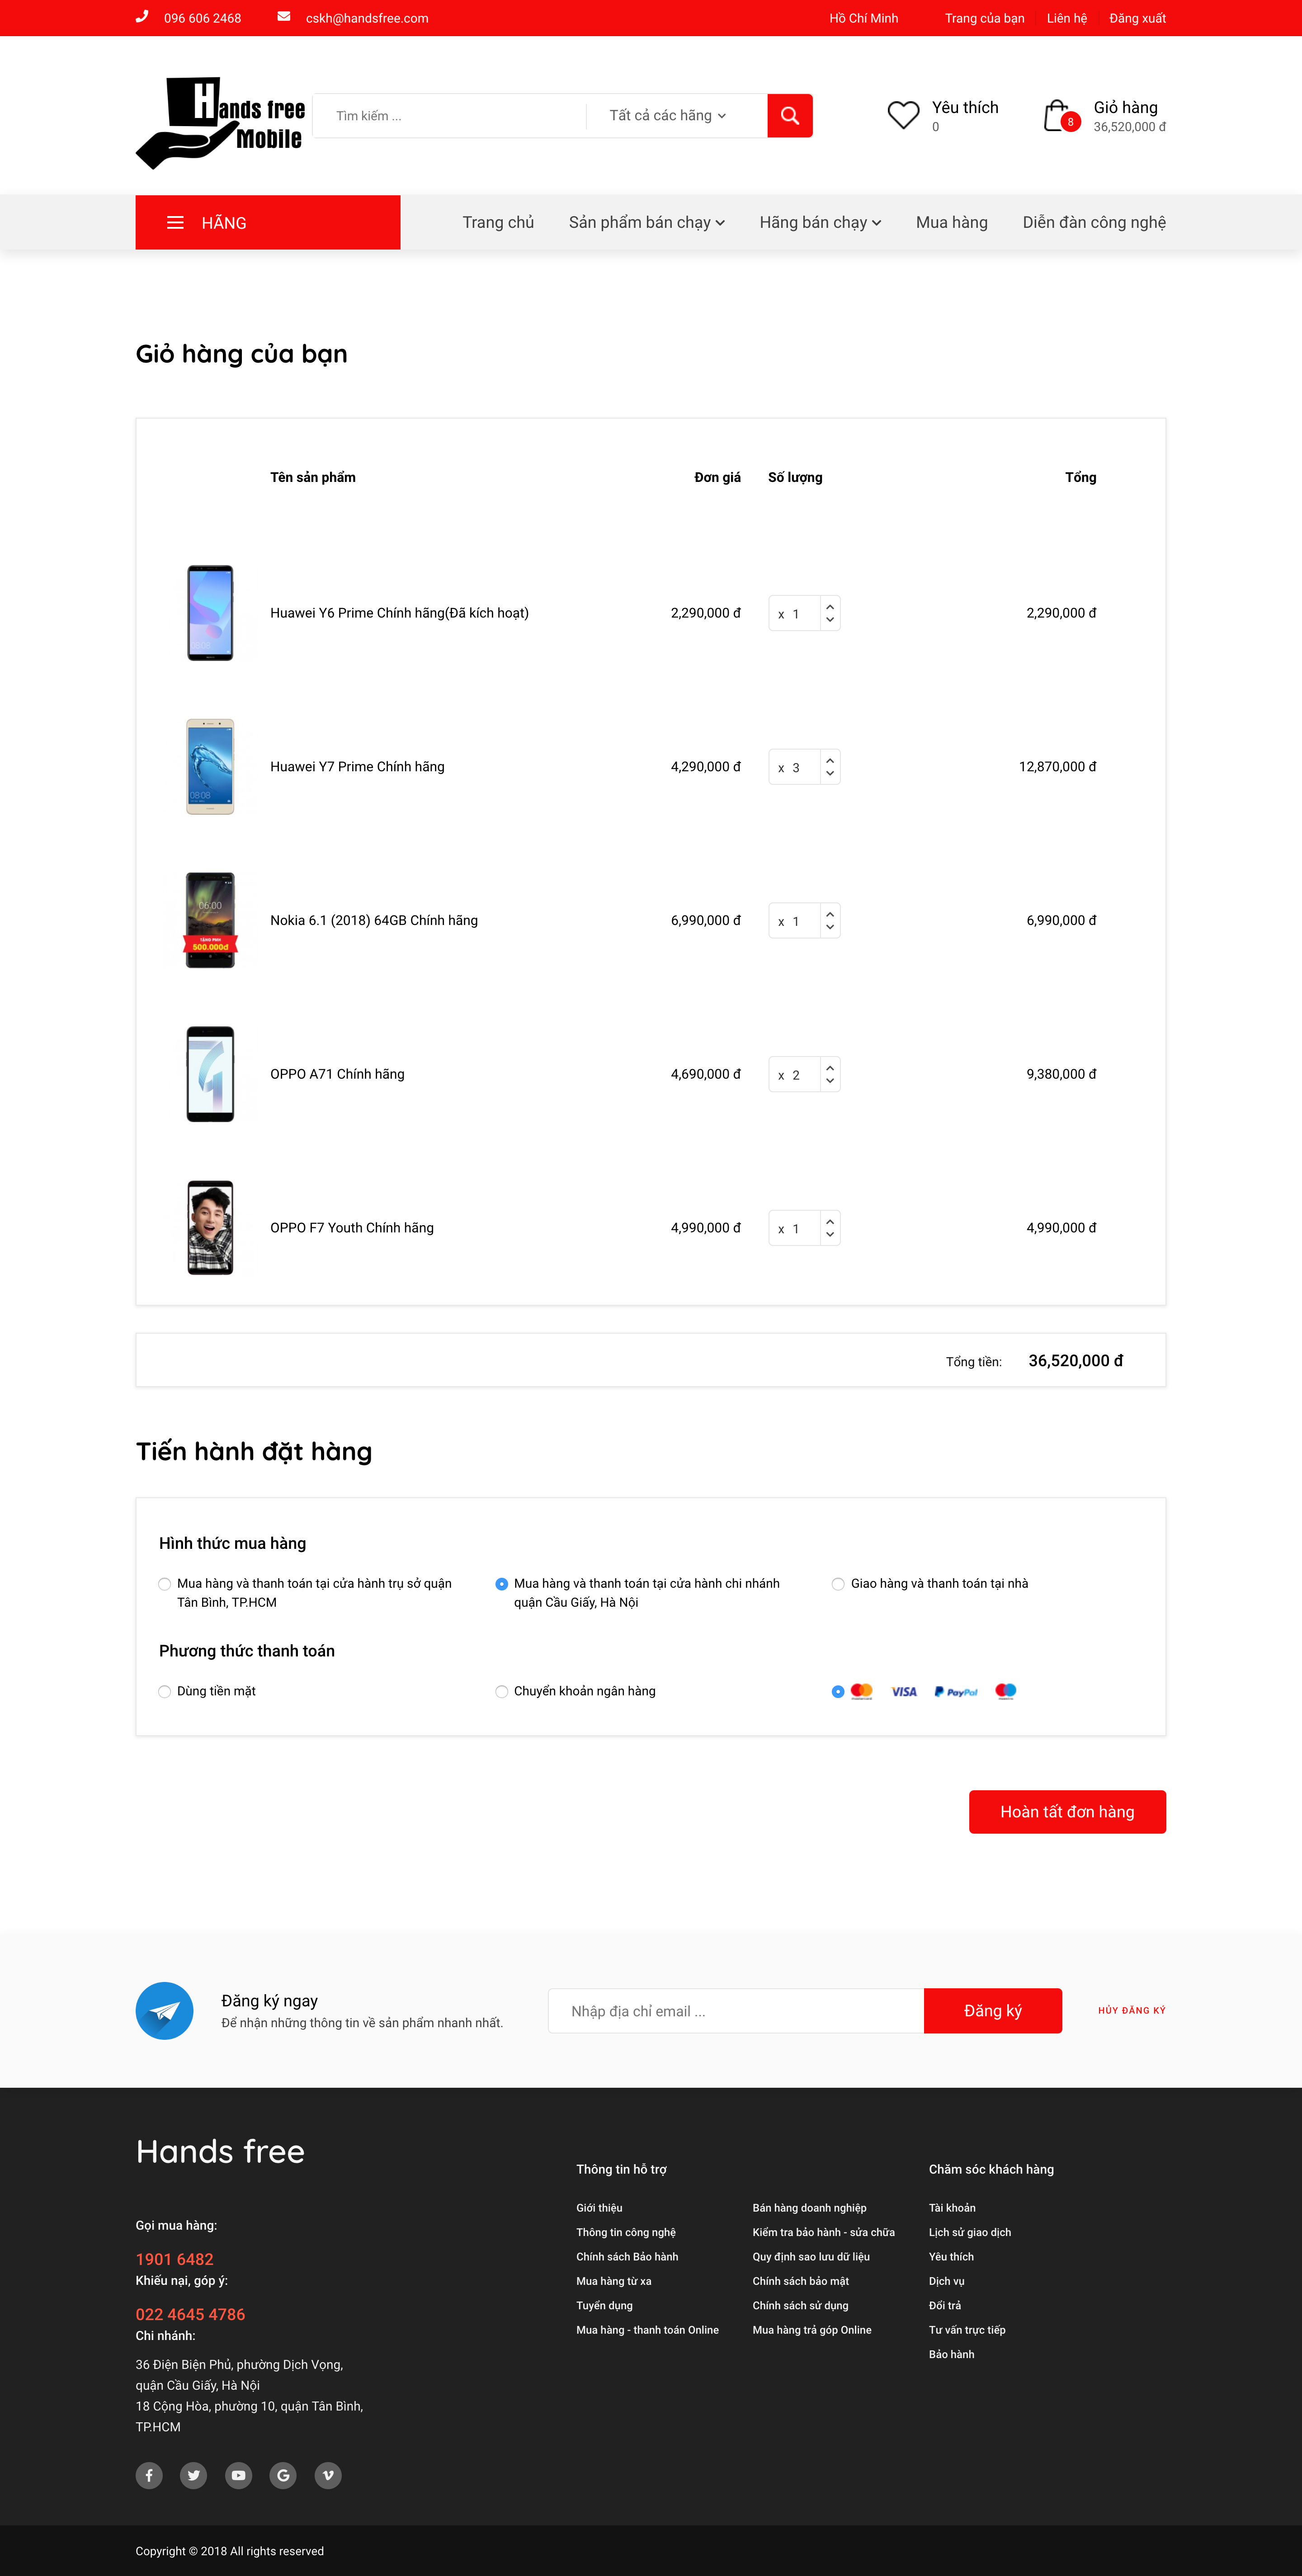 096 606 2468
cskh@handsfree.com
Hồ Chí Minh
Trang của bạn
Liên hệ
Đăng xuất
Hands free
Mobile
Tìm kiếm ...
Tất cả các hãng
Yêu thích
0
8
Giỏ hàng
36,520,000 đ
HÃNG
Trang chủ
Sản phẩm bán chạy
Hãng bán chạy
Mua hàng
Diễn đàn công nghệ
Giỏ hàng của bạn
Tên sản phẩm
Đơn giá
Số lượng
Tổng
Huawei Y6 Prime Chính hãng(Đã kích hoạt)
2,290,000 đ
x 1
2,290,000 đ
08:08
Huawei Y7 Prime Chính hãng
4,290,000 đ
x 3
12,870,000 đ
06:00
TẶNG PMH
500.000đ
Nokia 6.1 (2018) 64GB Chính hãng
6,990,000 đ
x 1
6,990,000 đ
OPPO A71 Chính hãng
4,690,000 đ
x 2
9,380,000 đ
OPPO F7 Youth Chính hãng
4,990,000 đ
x 1
4,990,000 đ
Tổng tiền:
36,520,000 đ
Tiến hành đặt hàng
Hình thức mua hàng
Mua hàng và thanh toán tại cửa hành trụ sở quận
Tân Bình, TP.HCM
Mua hàng và thanh toán tại cửa hành chi nhánh
quận Cầu Giấy, Hà Nội
Giao hàng và thanh toán tại nhà
Phương thức thanh toán
Dùng tiền mặt
Chuyển khoản ngân hàng
VISA
PayPal
Hoàn tất đơn hàng
Đăng ký ngay
Để nhận những thông tin về sản phẩm nhanh nhất.
Nhập địa chỉ email ...
Đăng ký
HỦY ĐĂNG KÝ
Hands free
Gọi mua hàng:
1901 6482
Khiếu nại, góp ý:
022 4645 4786
Chi nhánh:
36 Điện Biện Phủ, phường Dịch Vọng,
quận Cầu Giấy, Hà Nội
18 Cộng Hòa, phường 10, quận Tân Bình,
TP.HCM
Thông tin hỗ trợ
Giới thiệu
Thông tin công nghệ
Chính sách Bảo hành
Mua hàng từ xa
Tuyển dụng
Mua hàng - thanh toán Online
Bán hàng doanh nghiệp
Kiểm tra bảo hành - sửa chữa
Quy định sao lưu dữ liệu
Chính sách bảo mật
Chính sách sử dụng
Mua hàng trả góp Online
Chăm sóc khách hàng
Tài khoản
Lịch sử giao dịch
Yêu thích
Dịch vụ
Đổi trả
Tư vấn trực tiếp
Bảo hành
Copyright © 2018 All rights reserved